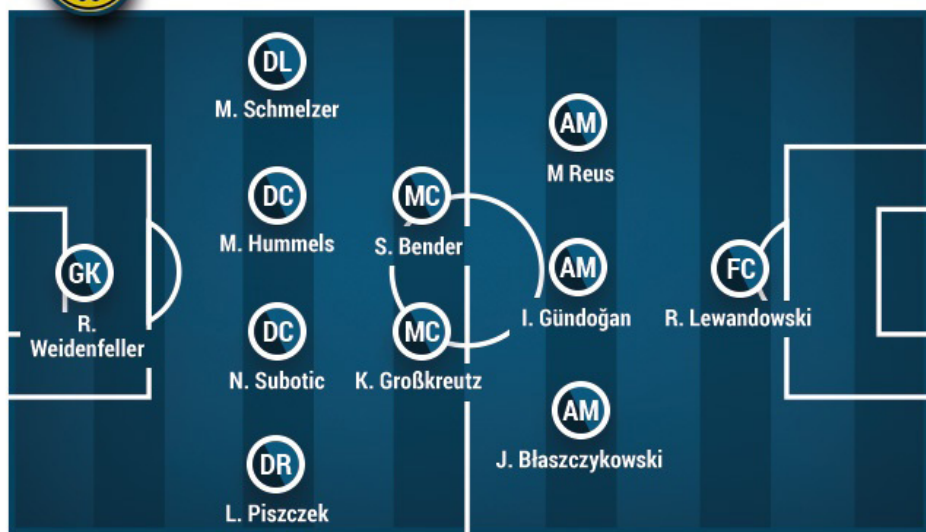 DL
M. Schmelzer
AM
M Reus
DC
M. Hummels
MC
S. Bender
GK
R.
Weidenfeller
AM
I. Gündoğan
FC
R. Lewandowski
DC
N. Subotic
MC
K. Großkreutz
AM
J. Błaszczykowski
DR
L. Piszczek